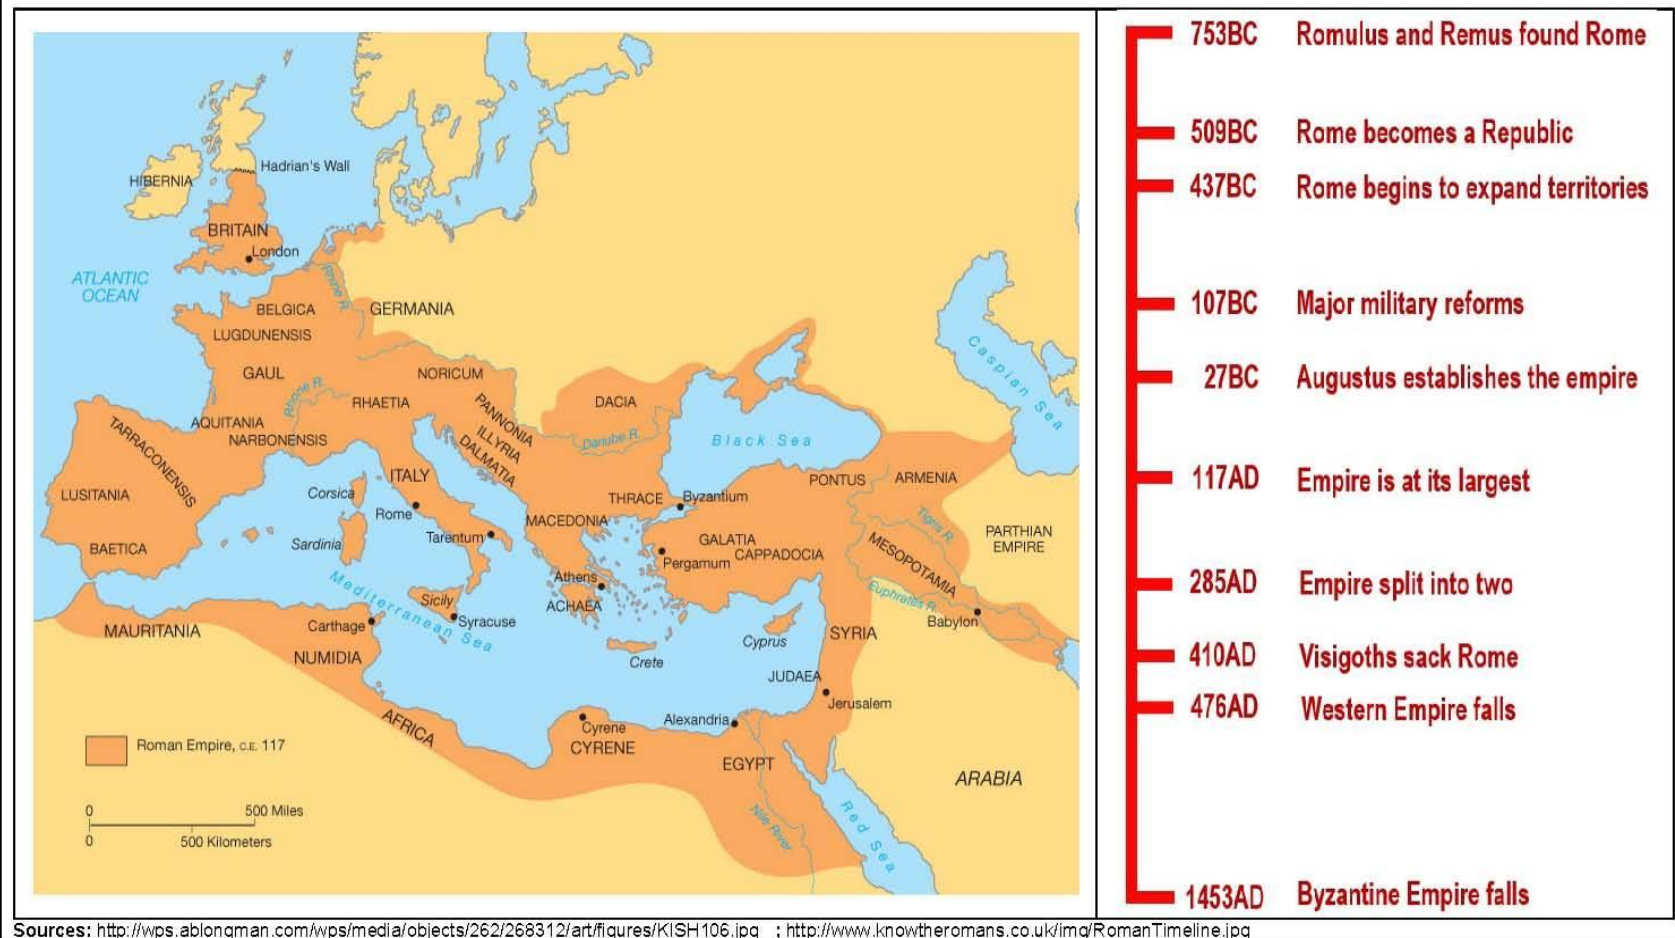 HIBERNIA
Hadrian's Wall
BRITAIN
London
ATLANTIC
OCEAN
Rhine R.
BELGICA
GERMANIA
LUGDUNENSIS
GAUL
NORICUM
Rhone R.
RHAETIA
AQUITANIA
NARBONENSIS
PANNONIA
ILLYRIA
DALMATIA
DACIA
Danube R.
Black Sea
Caspian Sea
TARRACONENSIS
LUSITANIA
BAETICA
ITALY
Corsica
Rome
Sardinia
Tarentum
THRACE
Byzantium
MACEDONIA
PONTUS
ARMENIA
GALATIA
CAPPADOCIA
Pergamum
Tigris R.
MESOPOTAMIA
PARTHIAN
EMPIRE
Euphrates R.
Babylon
Athens
ACHAEA
Mediterranean Sea
Sicily
Syracuse
MAURITANIA
Carthage
NUMIDIA
Crete
Cyprus
SYRIA
JUDAEA
Jerusalem
AFRICA
Cyrene
CYRENE
Alexandria
EGYPT
Nile River
Red Sea
ARABIA
Roman Empire, C.E. 117
0 500 Miles
0 500 Kilometers
753BC Romulus and Remus found Rome
509BC Rome becomes a Republic
437BC Rome begins to expand territories
107BC Major military reforms
27BC Augustus establishes the empire
117AD Empire is at its largest
285AD Empire split into two
410AD Visigoths sack Rome
476AD Western Empire falls
1453AD Byzantine Empire falls
Sources: http://wps.ablongman.com/wps/media/objects/262/268312/art/figures/KISH106.jpg ; http://www.knowtheromans.co.uk/img/RomanTimeline.jpg